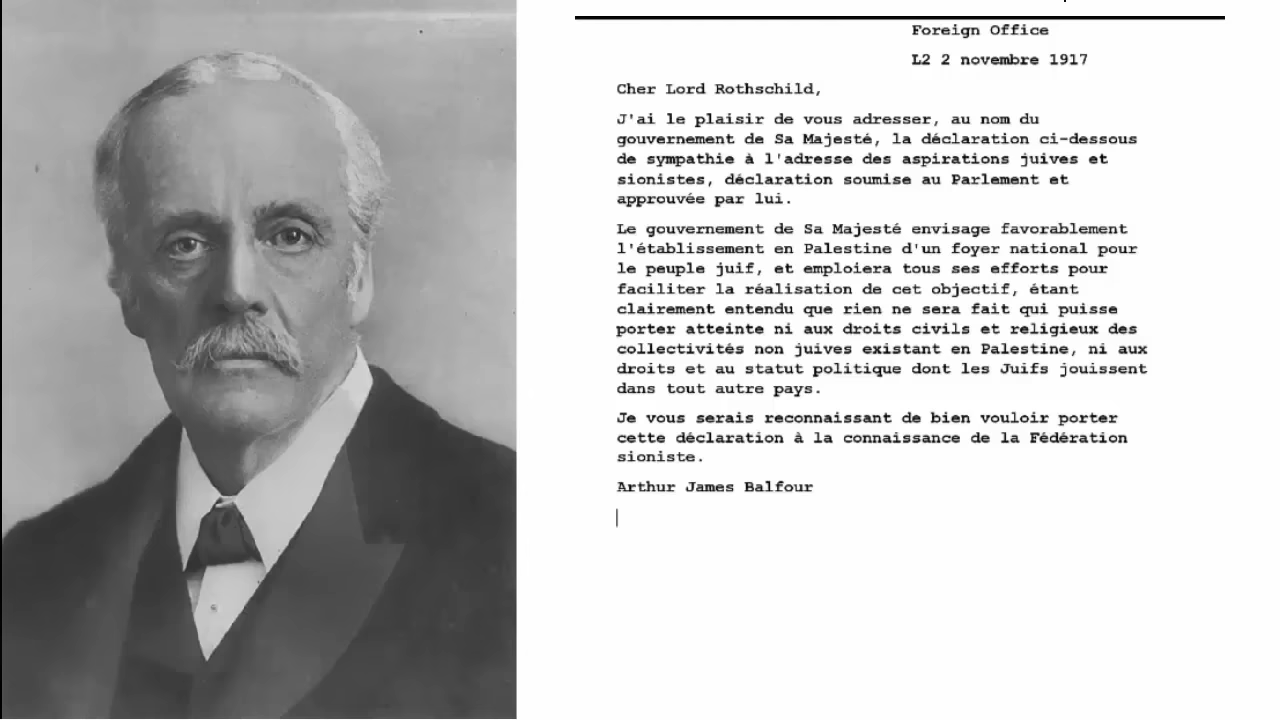 Foreign Office
L2 2 novembre 1917
Cher Lord Rothschild,
J'ai le plaisir de vous adresser, au nom du
gouvernement de Sa Majesté, la déclaration ci-dessous
de sympathie à l'adresse des aspirations juives et
sionistes, déclaration soumise au Parlement et
approuvée par lui.
Le gouvernement de Sa Majesté envisage favorablement
l'établissement en Palestine d'un foyer national pour
le peuple juif, et emploiera tous ses efforts pour
faciliter la réalisation de cet objectif, étant
clairement entendu que rien ne sera fait qui puisse
porter atteinte ni aux droits civils et religieux des
collectivités non juives existant en Palestine, ni aux
droits et au statut politique dont les Juifs jouissent
dans tout autre pays.
Je vous serais reconnaissant de bien vouloir porter
cette déclaration à la connaissance de la Fédération
sioniste.
Arthur James Balfour